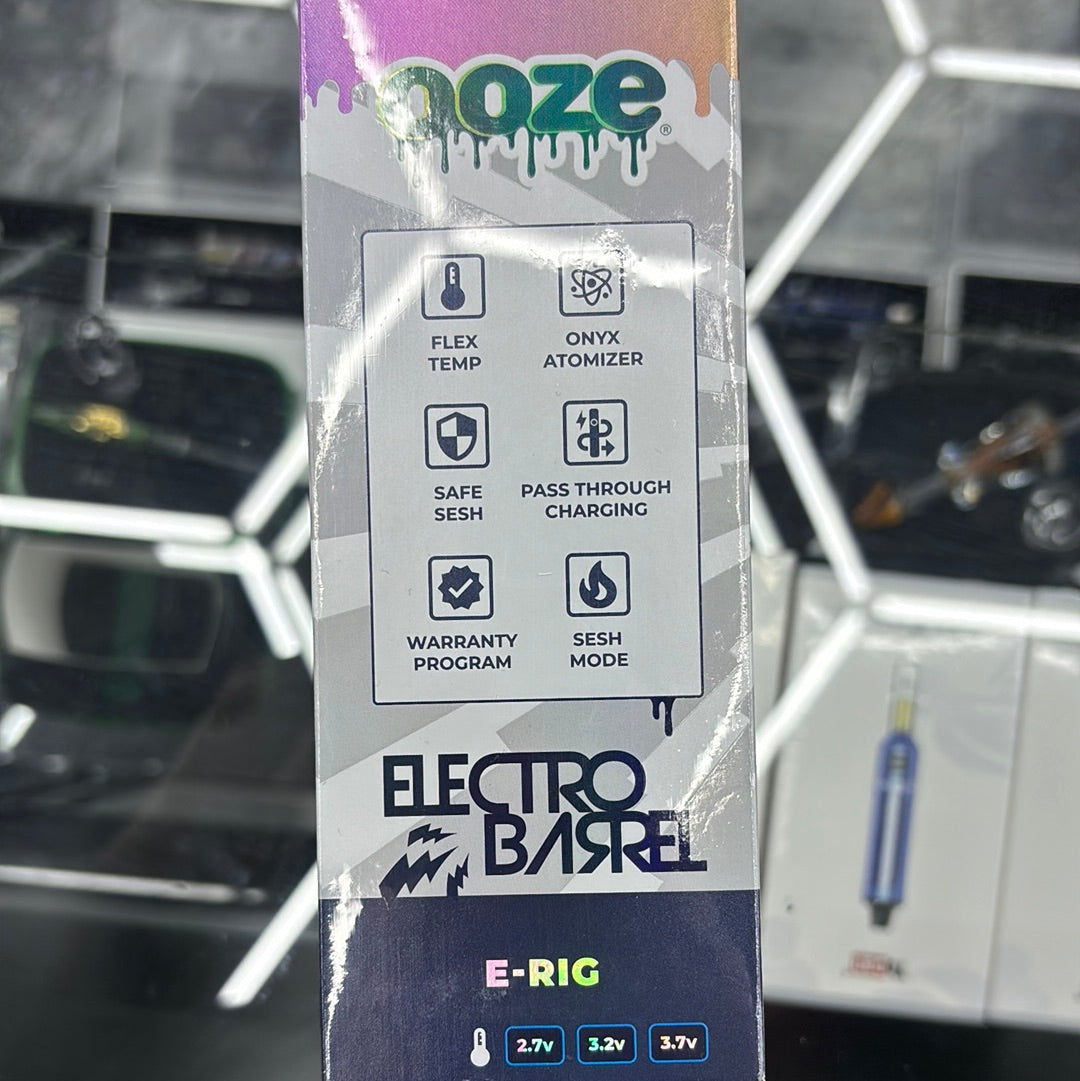 ooze®
FLEX
TEMP
ONYX
ATOMIZER
SAFE
SESH
PASS THROUGH
CHARGING
WARRANTY
PROGRAM
SESH
MODE
ELECTRO
BARREL
E-RIG
2.7v 3.2v 3.7v